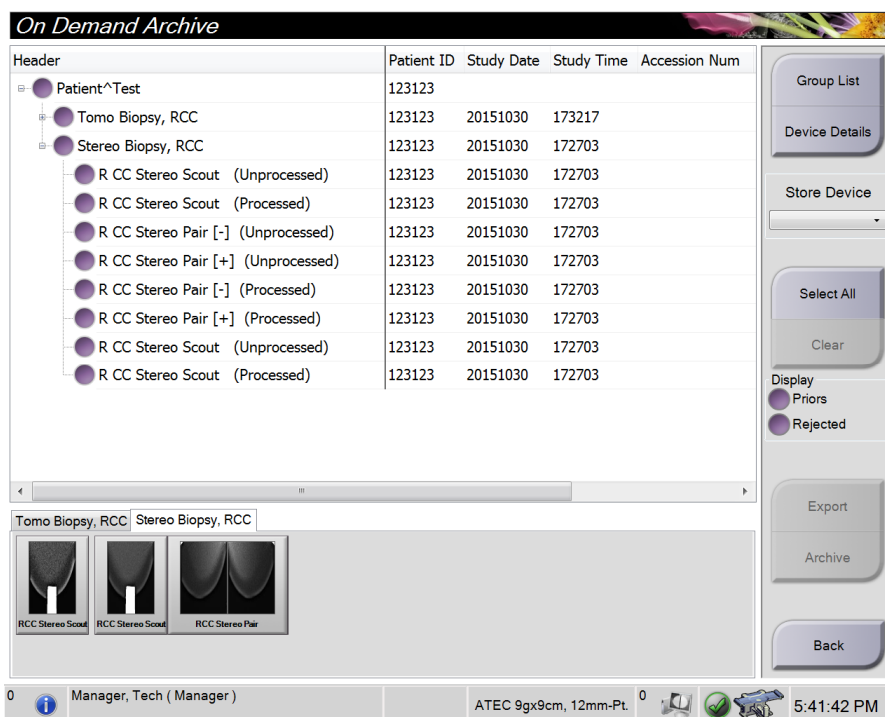 On Demand Archive
Header Patient ID Study Date Study Time Accession Num
Patient^Test 123123
Tomo Biopsy, RCC 123123 20151030 173217
Stereo Biopsy, RCC 123123 20151030 172703
R CC Stereo Scout (Unprocessed) 123123 20151030 172703
R CC Stereo Scout (Processed) 123123 20151030 172703
R CC Stereo Pair [-] (Unprocessed) 123123 20151030 172703
R CC Stereo Pair [+] (Unprocessed) 123123 20151030 172703
R CC Stereo Pair [-] (Processed) 123123 20151030 172703
R CC Stereo Pair [+] (Processed) 123123 20151030 172703
R CC Stereo Scout (Unprocessed) 123123 20151030 172703
R CC Stereo Scout (Processed) 123123 20151030 172703
Group List
Device Details
Store Device
Select All
Clear
Display
Priors
Rejected
Export
Archive
Back
Tomo Biopsy, RCC Stereo Biopsy, RCC
RCC Stereo Scout RCC Stereo Scout RCC Stereo Pair
0 Manager, Tech ( Manager ) ATEC 9gx9cm, 12mm-Pt. 0 5:41:42 PM